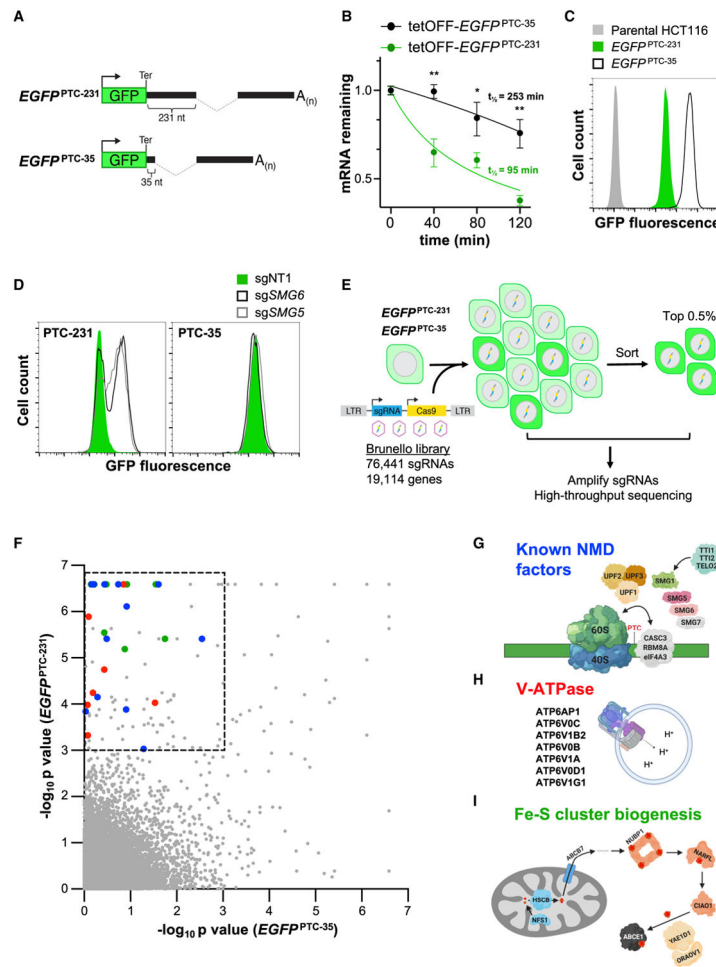 A
EGFP PTC-231
GFP
Ter
231 nt
A(n)
EGFP PTC-35
GFP
Ter
35 nt
A(n)
B
tetOFF-EGFP PTC-35
tetOFF-EGFP PTC-231
mRNA remaining
1.0
0.5
**
*
**
t½ = 253 min
t½ = 95 min
0 40 80 120
time (min)
C
Parental HCT116
EGFP PTC-231
EGFP PTC-35
Cell count
GFP fluorescence
D
sgNT1
sgSMG6
sgSMG5
PTC-231
PTC-35
Cell count
GFP fluorescence
E
EGFP PTC-231
EGFP PTC-35
LTR sgRNA Cas9 LTR
Brunello library
76,441 sgRNAs
19,114 genes
Sort
Top 0.5%
Amplify sgRNAs
High-throughput sequencing
F
-log10 p value (EGFP PTC-231)
7
6
5
4
3
2
1
0
0 1 2 3 4 5 6 7
-log10 p value (EGFP PTC-35)
G
Known NMD
factors
TTI1
TTI2
TELO2
UPF2
UPF3
UPF1
SMG1
SMG5
SMG6
SMG7
60S
40S
PTC
CASC3
RBM8A
eIF4A3
H
V-ATPase
ATP6AP1
ATP6V0C
ATP6V1B2
ATP6V0B
ATP6V1A
ATP6V0D1
ATP6V1G1
H+
H+
H+
I
Fe-S cluster biogenesis
ABCB7
NUBP1
NARFL
HSCB
NFS1
CIAO1
ABCE1
YAE1D1
ORAOV1